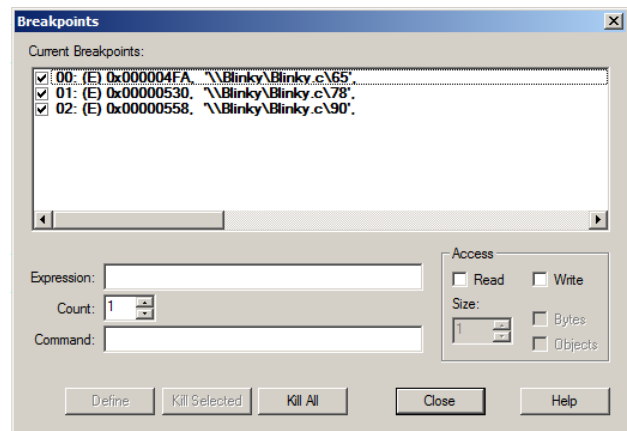 Breakpoints
Current Breakpoints:
00: (E) 0x000004FA, '\\Blinky\Blinky.c\65',
01: (E) 0x00000530, '\\Blinky\Blinky.c\78',
02: (E) 0x00000558, '\\Blinky\Blinky.c\90',
Access
Expression:
Read Write
Count: 1
Size:
1
Bytes
Command:
Objects
Define Kill Selected Kill All Close Help